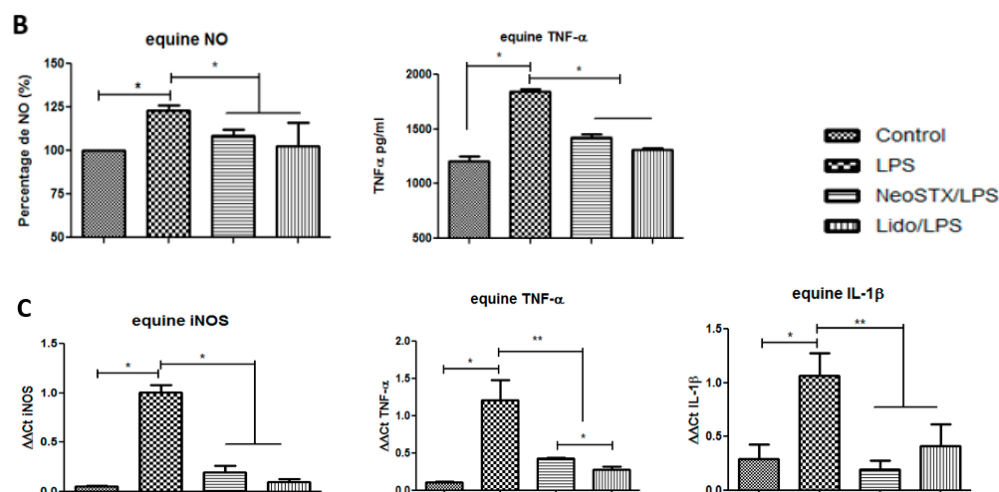 B
equine NO
Percentage de NO (%)
150
125
100
75
50
*
*
equine TNF-α
TNFα pg/ml
2000
1500
1000
500
*
*
Control
LPS
NeoSTX/LPS
Lido/LPS
C
equine iNOS
ΔΔCt iNOS
1.5
1.0
0.5
0.0
*
*
equine TNF-α
ΔΔCt TNF-α
2.0
1.5
1.0
0.5
0.0
*
**
*
equine IL-1β
ΔΔCt IL-1β
1.5
1.0
0.5
0.0
*
**